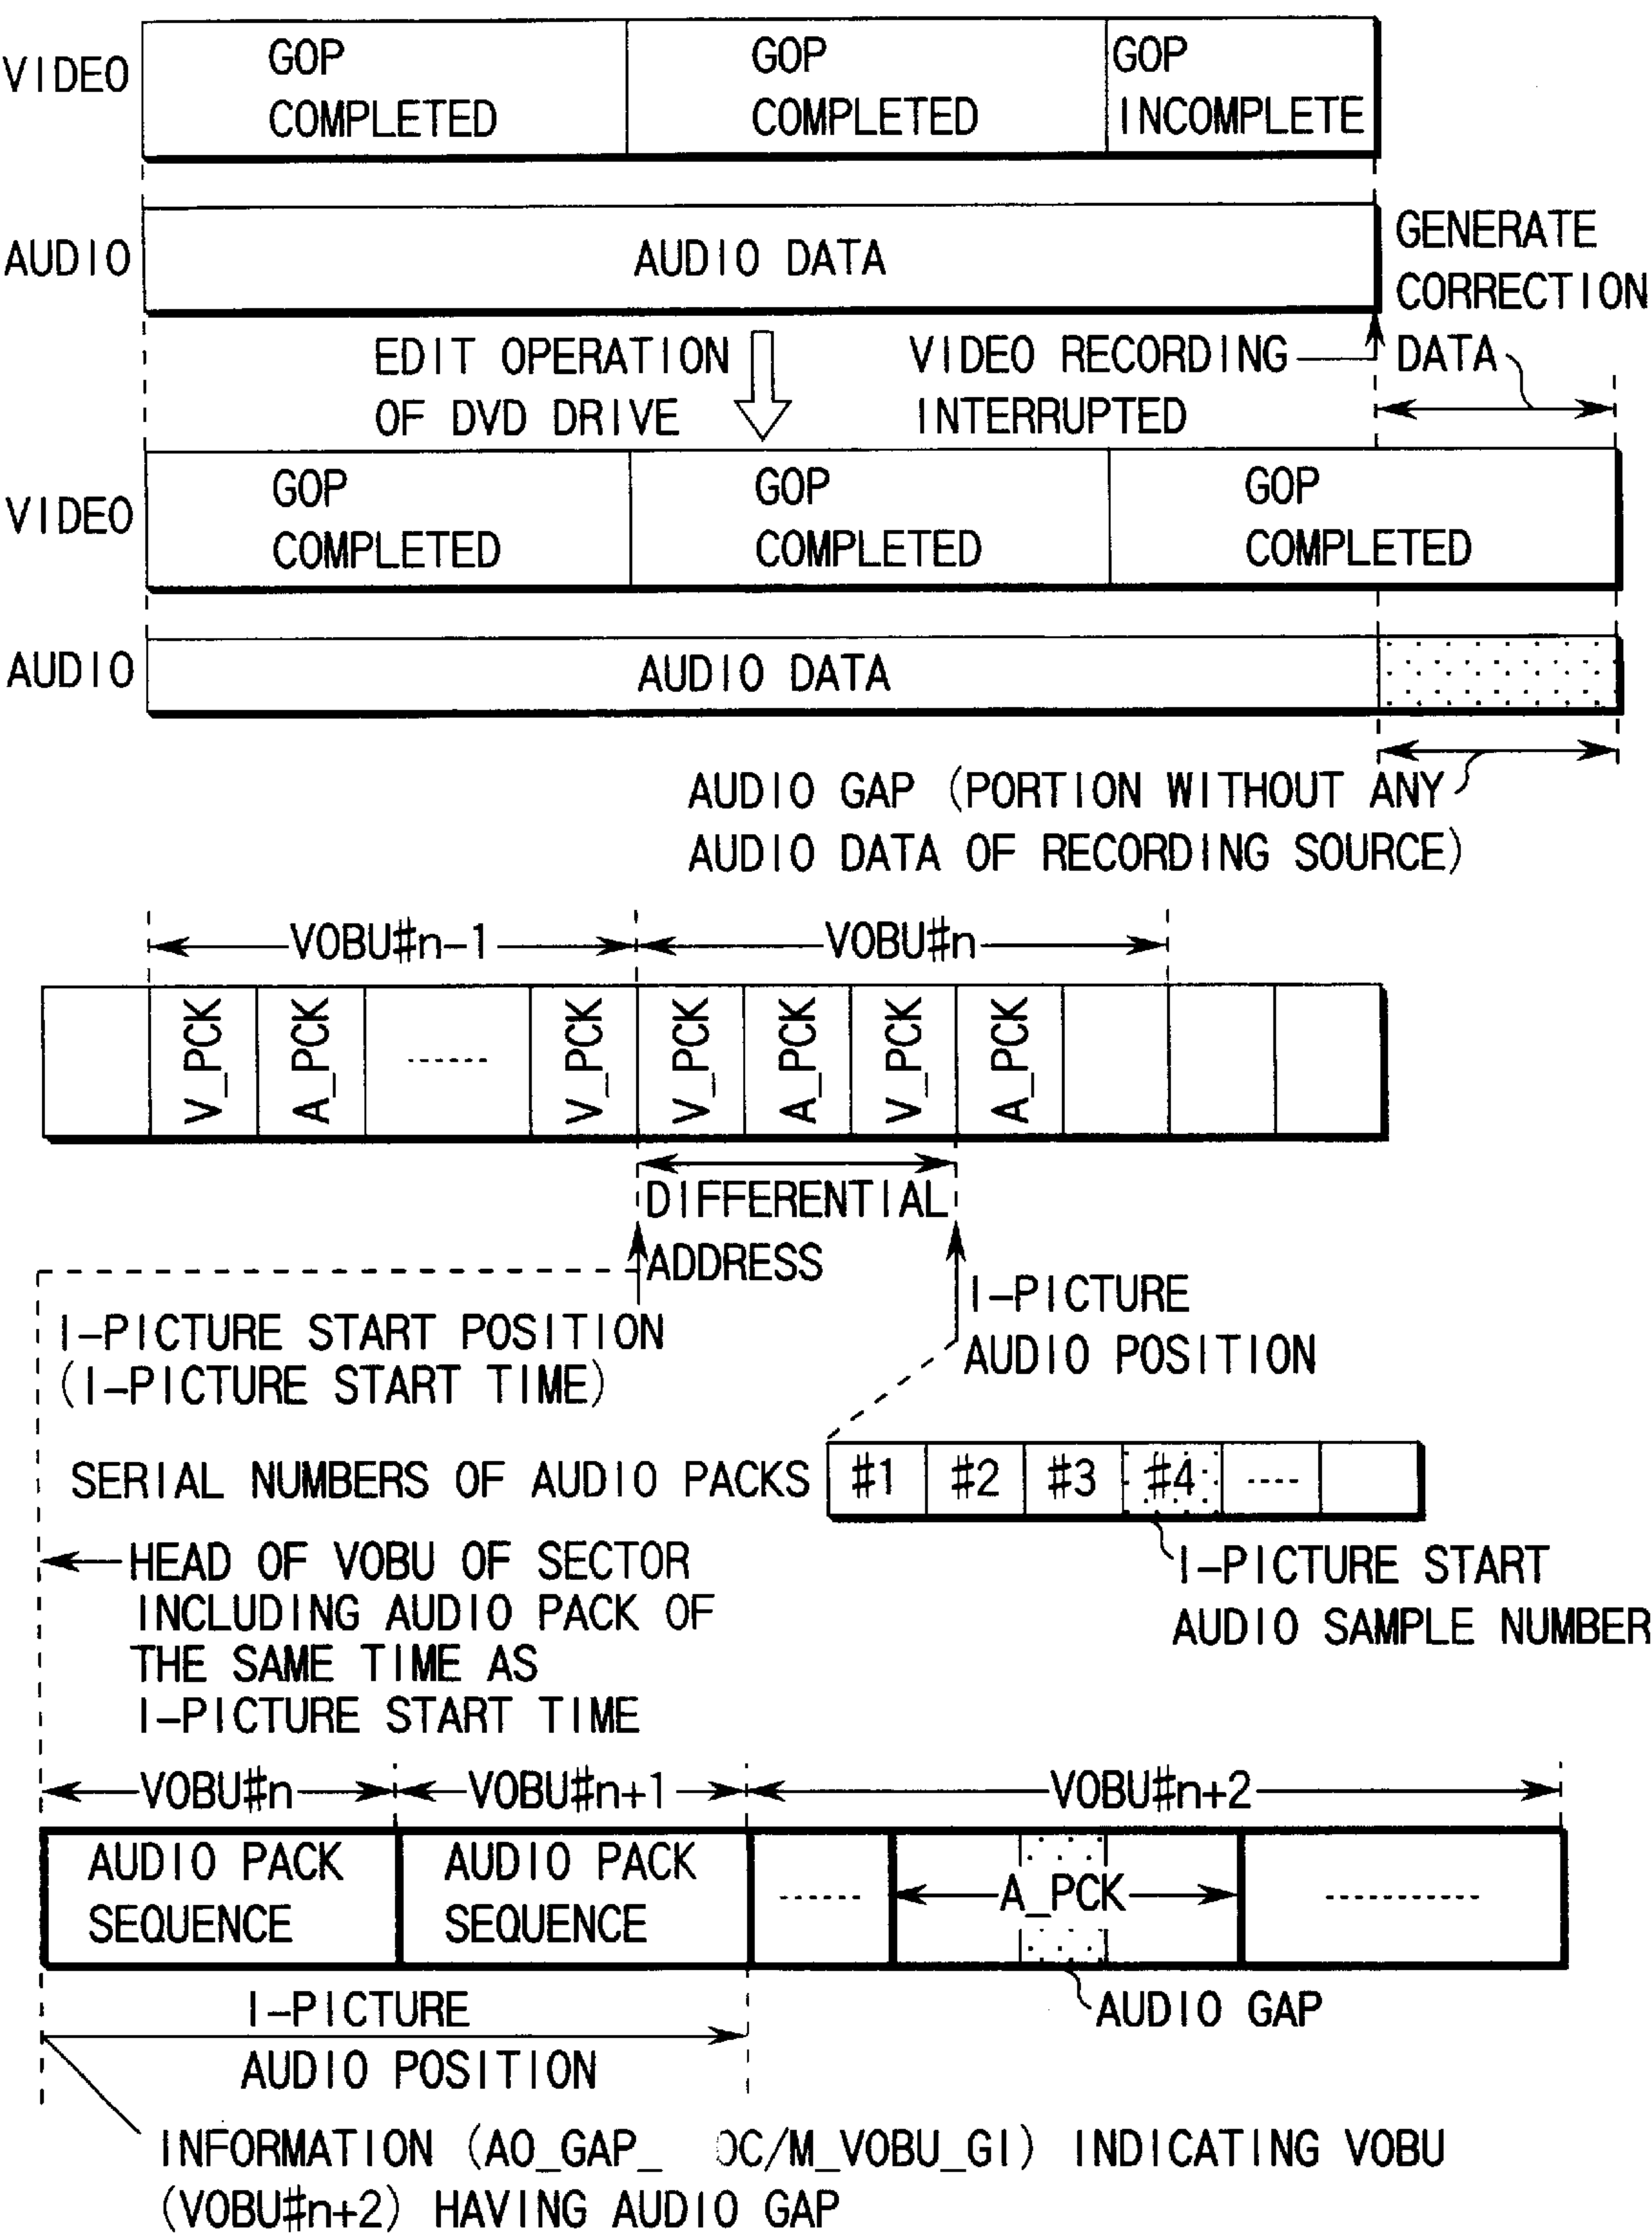 VIDEO
GOP
COMPLETED
GOP
COMPLETED
GOP
INCOMPLETE
AUDIO
AUDIO DATA
GENERATE
CORRECTION
DATA
EDIT OPERATION
OF DVD DRIVE
VIDEO RECORDING
INTERRUPTED
VIDEO
GOP
COMPLETED
GOP
COMPLETED
GOP
COMPLETED
AUDIO
AUDIO DATA
AUDIO GAP (PORTION WITHOUT ANY
AUDIO DATA OF RECORDING SOURCE)
VOBU#n-1
VOBU#n
V_PCK
A_PCK
V_PCK
V_PCK
A_PCK
V_PCK
A_PCK
DIFFERENTIAL
ADDRESS
I-PICTURE START POSITION
(I-PICTURE START TIME)
I-PICTURE
AUDIO POSITION
SERIAL NUMBERS OF AUDIO PACKS
#1
#2
#3
#4
I-PICTURE START
AUDIO SAMPLE NUMBER
HEAD OF VOBU OF SECTOR
INCLUDING AUDIO PACK OF
THE SAME TIME AS
I-PICTURE START TIME
VOBU#n
VOBU#n+1
VOBU#n+2
AUDIO PACK
SEQUENCE
AUDIO PACK
SEQUENCE
A_PCK
AUDIO GAP
I-PICTURE
AUDIO POSITION
INFORMATION (A0_GAP_ OC/M_VOBU_GI) INDICATING VOBU
(VOBU#n+2) HAVING AUDIO GAP